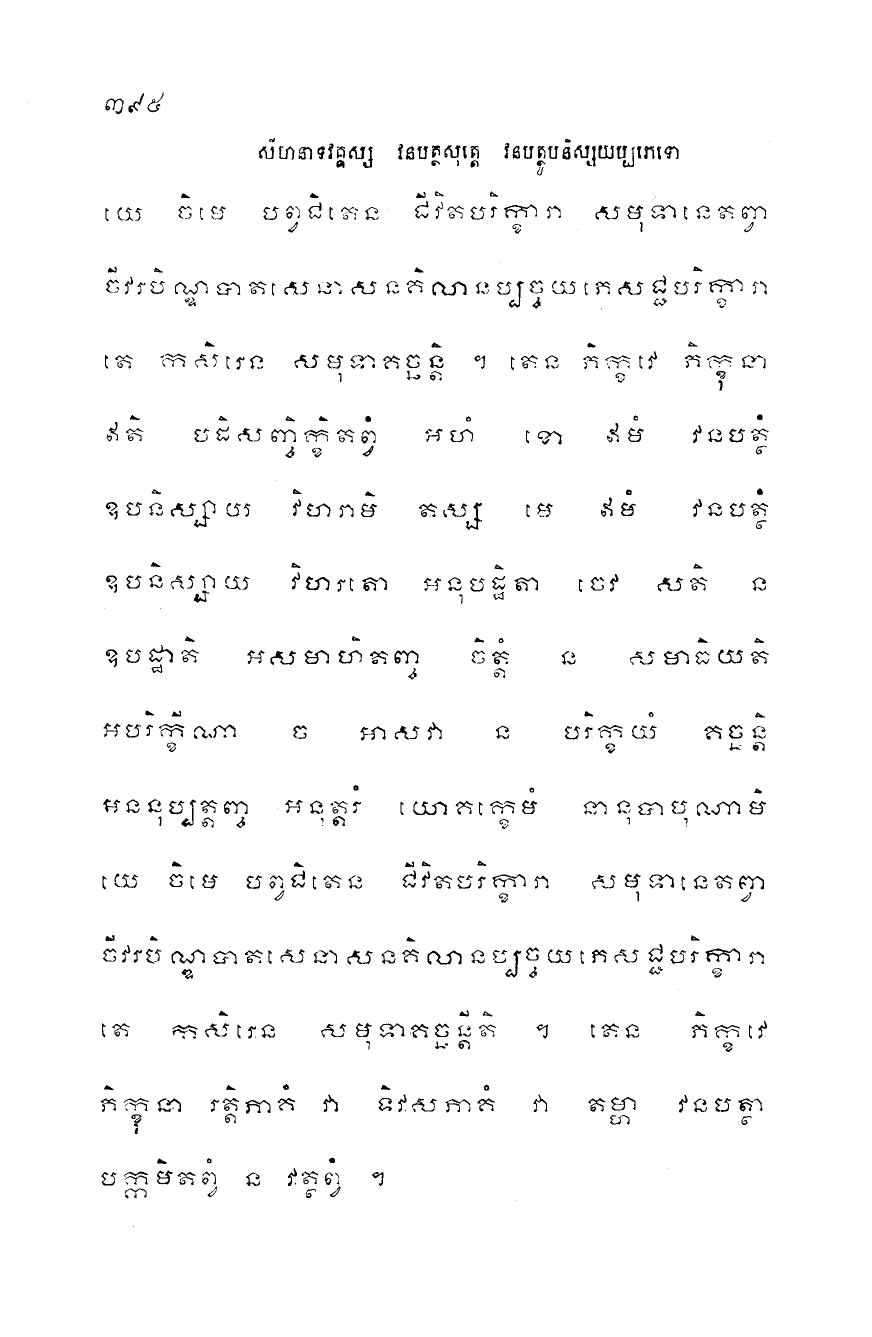 ៣៩៥
សីហនាទវគ្គស្ស វនបត្ថសុត្តេ វនបត្ថូបនិស្សយប្បភេទោ
យេ ចិមេ បព្វជិតេន ជីវិតបរិក្ខារា សមុទានេតព្វា
ចីវរបិណ្ឌបាតសេនាសនគិលានប្បច្ចយភេសជ្ជបរិក្ខារា
តេ កសិរេន សមុទាគច្ឆន្តិ ។ តេន ភិក្ខវេ ភិក្ខុនា
ឥតិ បដិសញ្ចិក្ខិតព្វំ អហំ ខោ ឥមំ វនបត្ថំ
ឧបនិស្សាយ វិហរាមិ តស្ស មេ ឥមំ វនបត្ថំ
ឧបនិស្សាយ វិហរតោ អនុបដ្ឋិតា ចេវ សតិ ន
ឧបដ្ឋាតិ អសមាហិតញ្ច ចិត្តំ ន សមាធិយតិ
អបរិក្ខីណា ច អាសវា ន បរិក្ខយំ គច្ឆន្តិ
អននុប្បត្តញ្ច អនុត្តរំ យោគក្ខេមំ នានុបាបុណាមិ
យេ ចិមេ បព្វជិតេន ជីវិតបរិក្ខារា សមុទានេតព្វា
ចីវរបិណ្ឌបាតសេនាសនគិលានប្បច្ចយភេសជ្ជបរិក្ខារា
តេ កសិរេន សមុទាគច្ឆន្តីតិ ។ តេន ភិក្ខវេ
ភិក្ខុនា រត្តិភាគំ វា ទិវសភាគំ វា តម្ហា វនបត្ថា
បក្កមិតព្វំ ន វត្ថព្វំ ។